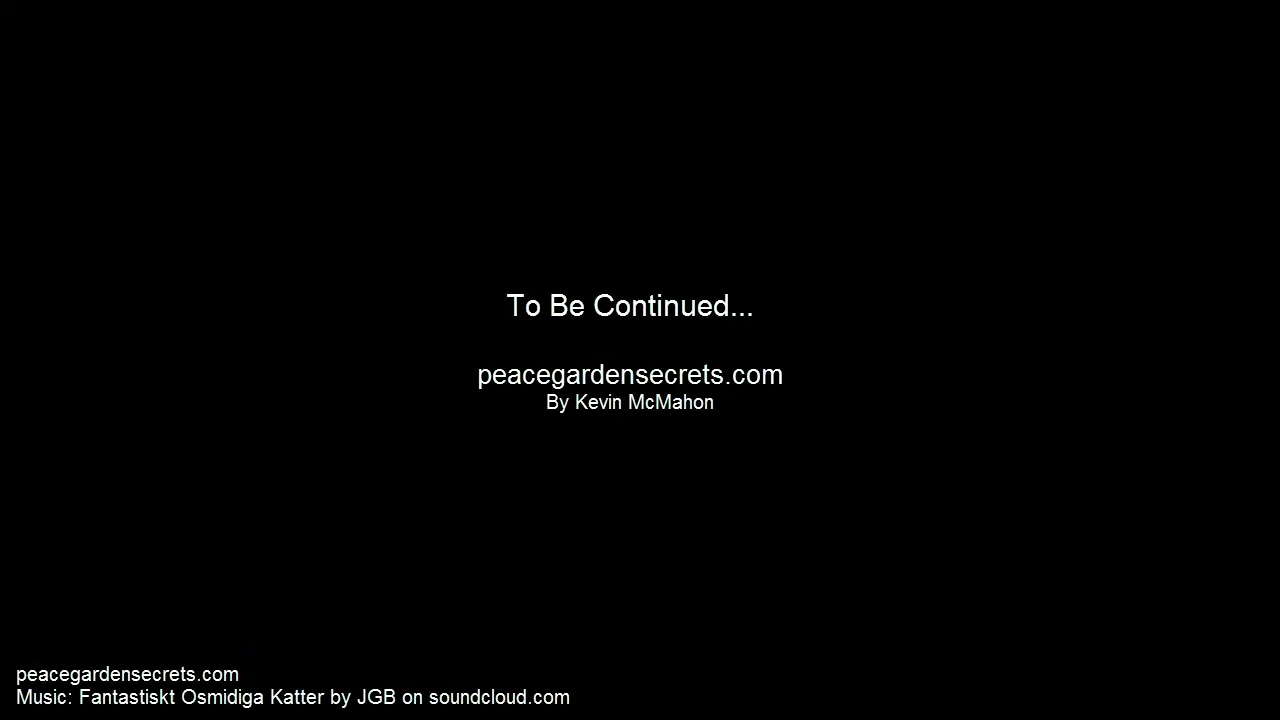 To Be Continued...
peacegardensecrets.com
By Kevin McMahon
peacegardensecrets.com
Music: Fantastiskt Osmidiga Katter by JGB on soundcloud.com